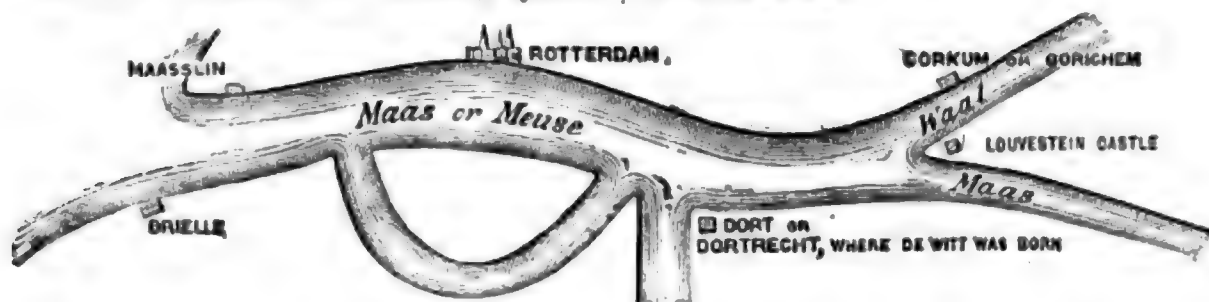 ROTTERDAM.
MAASSLIN
GORKUM OR GORICHEM
Maas or Meuse
Waal
LOUVESTEIN CASTLE
Maas
BRIELLE
DORT OR
DORTRECHT, WHERE DE WITT WAS BORN